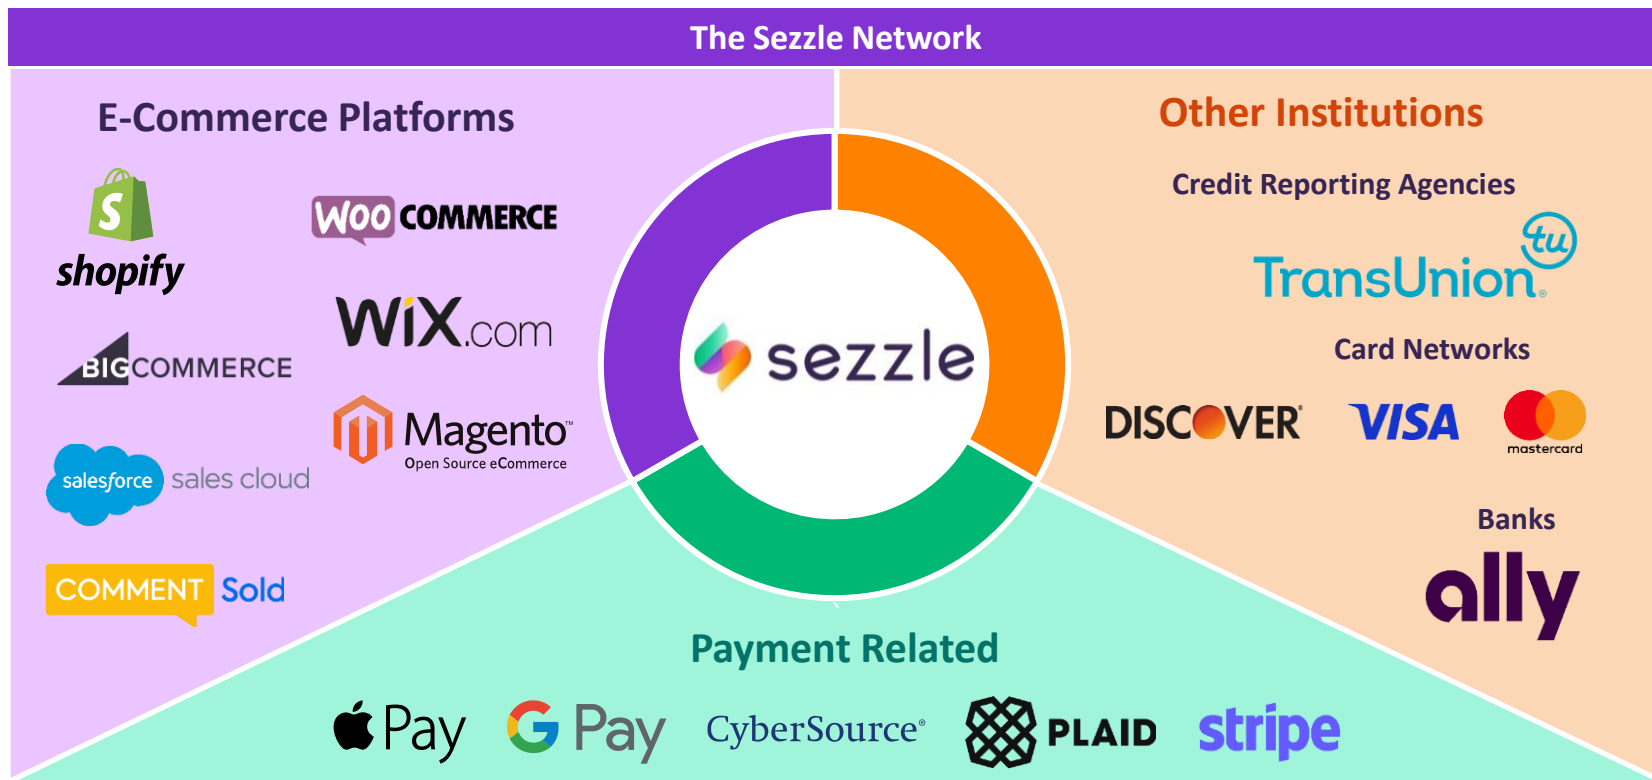 The Sezzle Network
E-Commerce Platforms
S
shopify
WOO COMMERCE
WiX.com
BIGCOMMERCE
Magento™
Open Source eCommerce
salesforce sales cloud
COMMENT Sold
sezzle
Other Institutions
Credit Reporting Agencies
tu
TransUnion®
Card Networks
DISCOVER®
VISA
mastercard
Banks
ally
Payment Related
Pay
G Pay
CyberSource®
PLAID
stripe